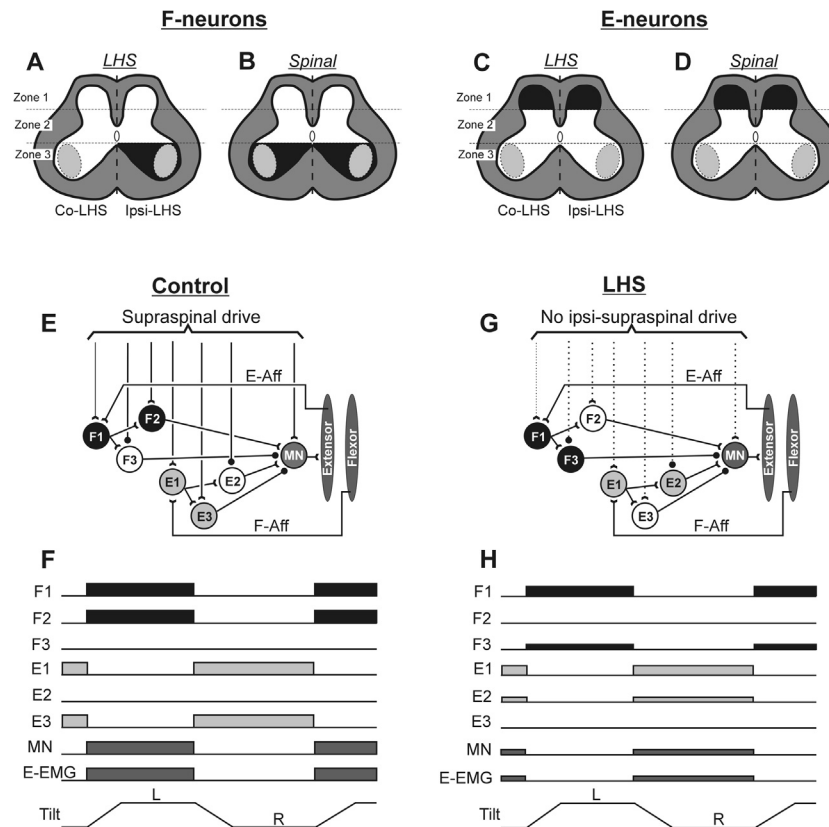 F-neurons
E-neurons
A LHS B Spinal
C LHS D Spinal
Zone 1
Zone 2
Zone 3
Co-LHS Ipsi-LHS
Zone 1
Zone 2
Zone 3
Co-LHS Ipsi-LHS
Control
LHS
E Supraspinal drive
E-Aff
F1 F2
F3 MN
E1 E2
E3
Extensor
Flexor
F-Aff
G No ipsi-supraspinal drive
E-Aff
F1 F2
F3 MN
E1 E2
E3
Extensor
Flexor
F-Aff
F
F1
F2
F3
E1
E2
E3
MN
E-EMG
L
Tilt R
H
F1
F2
F3
E1
E2
E3
MN
E-EMG
L
Tilt R